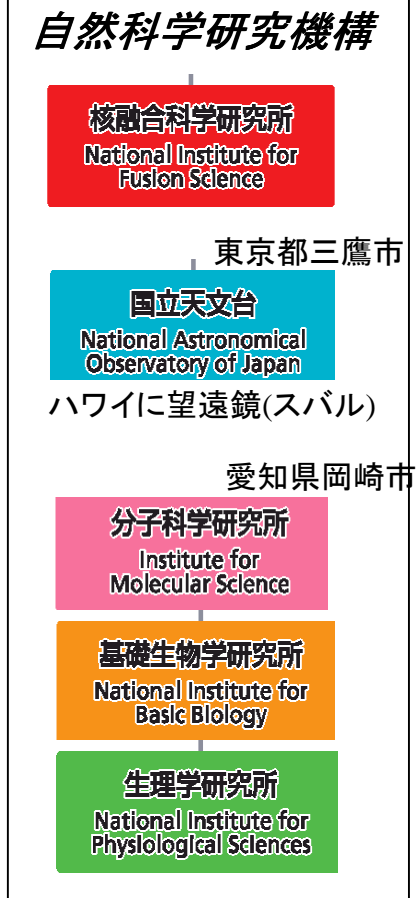 自然科学研究機構
核融合科学研究所
National Institute for
Fusion Science
東京都三鷹市
国立天文台
National Astronomical
Observatory of Japan
ハワイに望遠鏡(スバル)
愛知県岡崎市
分子科学研究所
Institute for
Molecular Science
基礎生物学研究所
National Institute for
Basic Biology
生理学研究所
National Institute for
Physiological Sciences